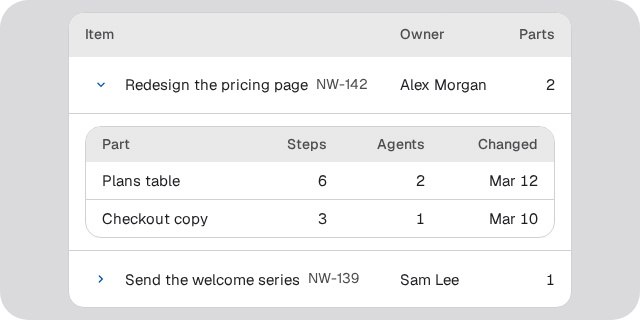 Item Owner Parts
Redesign the pricing page NW-142 Alex Morgan 2
Part Steps Agents Changed
Plans table 6 2 Mar 12
Checkout copy 3 1 Mar 10
Send the welcome series NW-139 Sam Lee 1